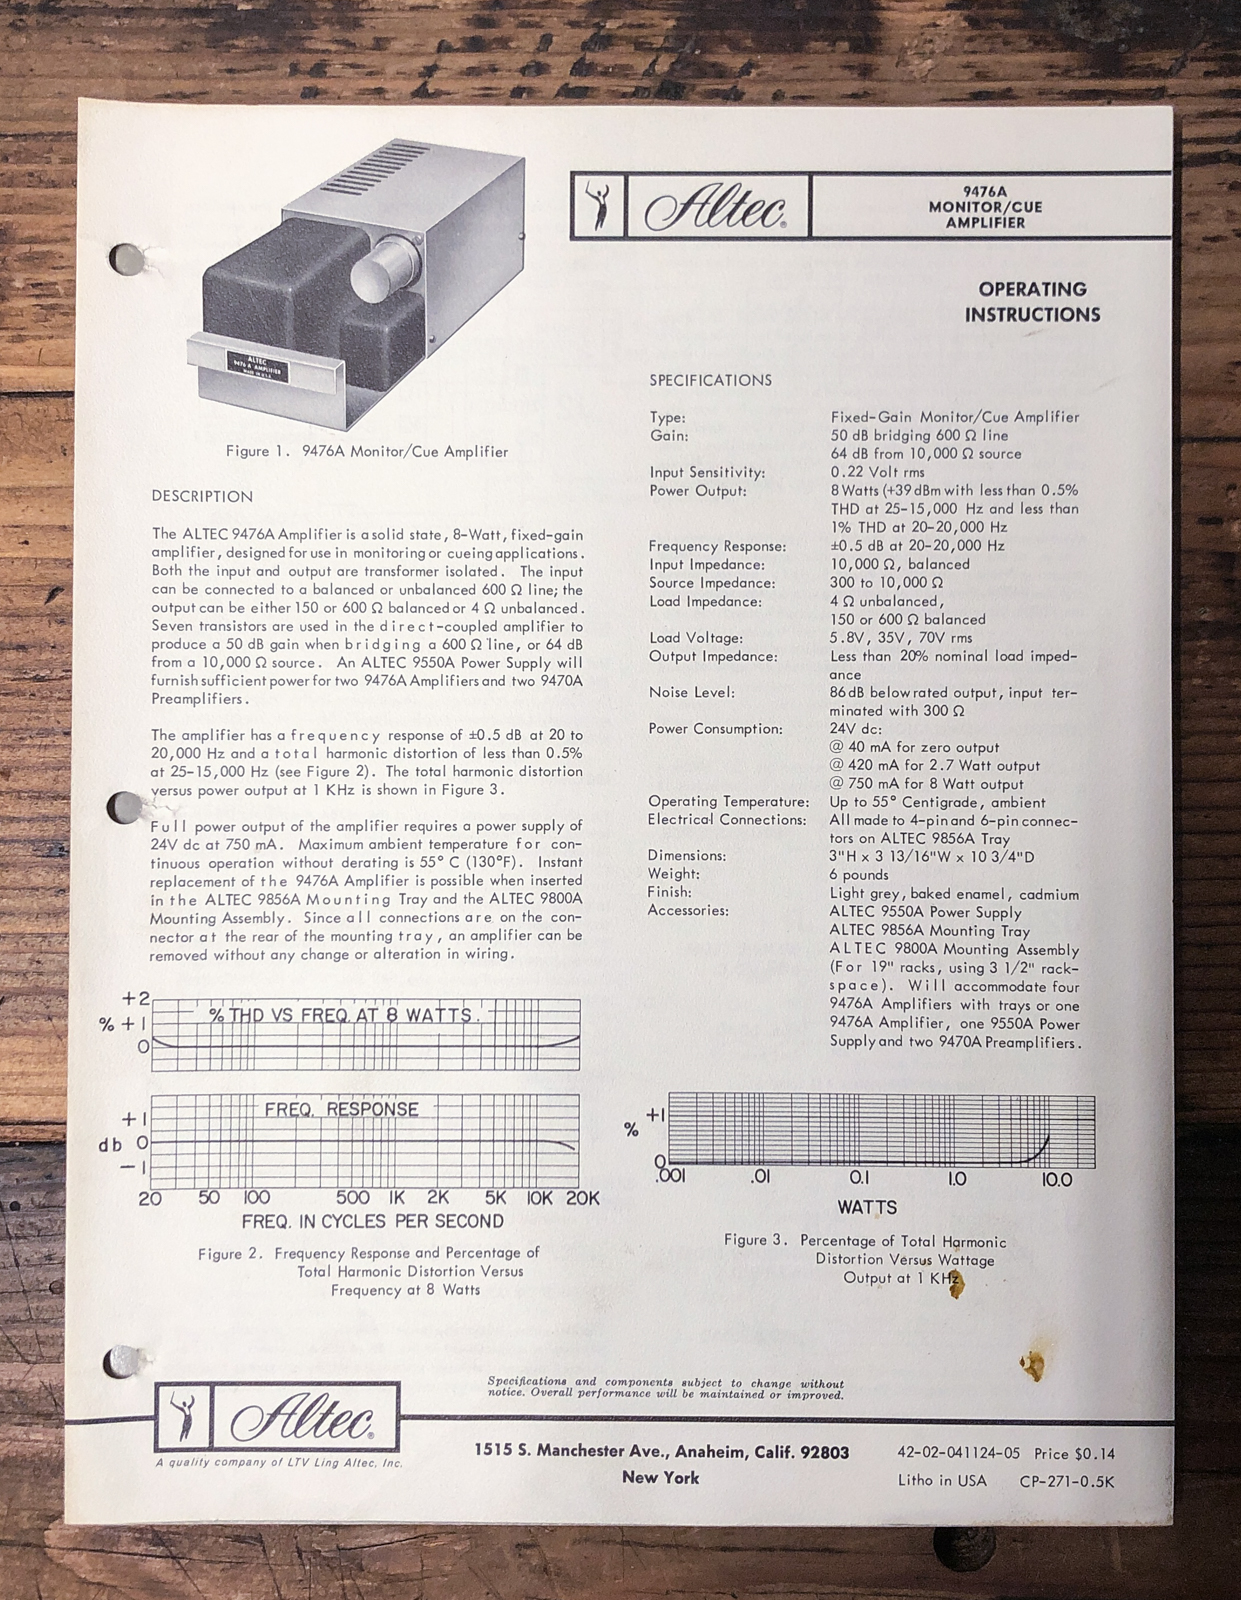 Altec®
9476A
MONITOR/CUE
AMPLIFIER
OPERATING
INSTRUCTIONS
ALTEC
9476 A AMPLIFIER
MADE IN U.S.A.
Figure 1. 9476A Monitor/Cue Amplifier
DESCRIPTION
The ALTEC 9476A Amplifier is a solid state, 8-Watt, fixed-gain
amplifier, designed for use in monitoring or cueing applications.
Both the input and output are transformer isolated. The input
can be connected to a balanced or unbalanced 600 Ω line; the
output can be either 150 or 600 Ω balanced or 4 Ω unbalanced.
Seven transistors are used in the direct-coupled amplifier to
produce a 50 dB gain when bridging a 600 Ω line, or 64 dB
from a 10,000 Ω source. An ALTEC 9550A Power Supply will
furnish sufficient power for two 9476A Amplifiers and two 9470A
Preamplifiers.
The amplifier has a frequency response of ±0.5 dB at 20 to
20,000 Hz and a total harmonic distortion of less than 0.5%
at 25-15,000 Hz (see Figure 2). The total harmonic distortion
versus power output at 1 KHz is shown in Figure 3.
Full power output of the amplifier requires a power supply of
24V dc at 750 mA. Maximum ambient temperature for con-
tinuous operation without derating is 55° C (130°F). Instant
replacement of the 9476A Amplifier is possible when inserted
in the ALTEC 9856A Mounting Tray and the ALTEC 9800A
Mounting Assembly. Since all connections are on the con-
nector at the rear of the mounting tray, an amplifier can be
removed without any change or alteration in wiring.
+2
% +1
0
% THD VS FREQ. AT 8 WATTS.
+1
db 0
-1
FREQ. RESPONSE
20 50 100 500 1K 2K 5K 10K 20K
FREQ. IN CYCLES PER SECOND
Figure 2. Frequency Response and Percentage of
Total Harmonic Distortion Versus
Frequency at 8 Watts
SPECIFICATIONS
Type: Fixed-Gain Monitor/Cue Amplifier
Gain: 50 dB bridging 600 Ω line
64 dB from 10,000 Ω source
Input Sensitivity: 0.22 Volt rms
Power Output: 8 Watts (+39 dBm with less than 0.5%
THD at 25-15,000 Hz and less than
1% THD at 20-20,000 Hz
Frequency Response: ±0.5 dB at 20-20,000 Hz
Input Impedance: 10,000 Ω, balanced
Source Impedance: 300 to 10,000 Ω
Load Impedance: 4 Ω unbalanced,
150 or 600 Ω balanced
Load Voltage: 5.8V, 35V, 70V rms
Output Impedance: Less than 20% nominal load imped-
ance
Noise Level: 86 dB below rated output, input ter-
minated with 300 Ω
Power Consumption: 24V dc:
@ 40 mA for zero output
@ 420 mA for 2.7 Watt output
@ 750 mA for 8 Watt output
Operating Temperature: Up to 55° Centigrade, ambient
Electrical Connections: All made to 4-pin and 6-pin connec-
tors on ALTEC 9856A Tray
Dimensions: 3"H x 3 13/16"W x 10 3/4"D
Weight: 6 pounds
Finish: Light grey, baked enamel, cadmium
Accessories: ALTEC 9550A Power Supply
ALTEC 9856A Mounting Tray
ALTEC 9800A Mounting Assembly
(For 19" racks, using 3 1/2" rack-
space). Will accommodate four
9476A Amplifiers with trays or one
9476A Amplifier, one 9550A Power
Supply and two 9470A Preamplifiers.
% +1
0
.001 .01 0.1 1.0 10.0
WATTS
Figure 3. Percentage of Total Harmonic
Distortion Versus Wattage
Output at 1 KHz
Specifications and components subject to change without
notice. Overall performance will be maintained or improved.
Altec®
A quality company of LTV Ling Altec, Inc.
1515 S. Manchester Ave., Anaheim, Calif. 92803
New York
42-02-041124-05 Price $0.14
Litho in USA CP-271-0.5K